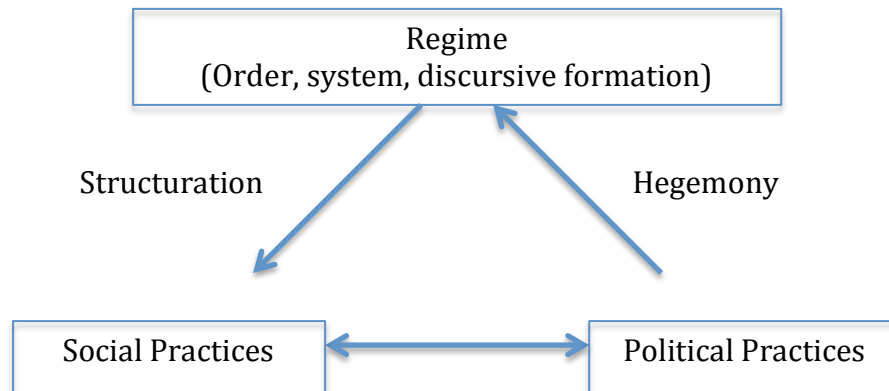 Regime
(Order, system, discursive formation)
Structuration
Hegemony
Social Practices
Political Practices